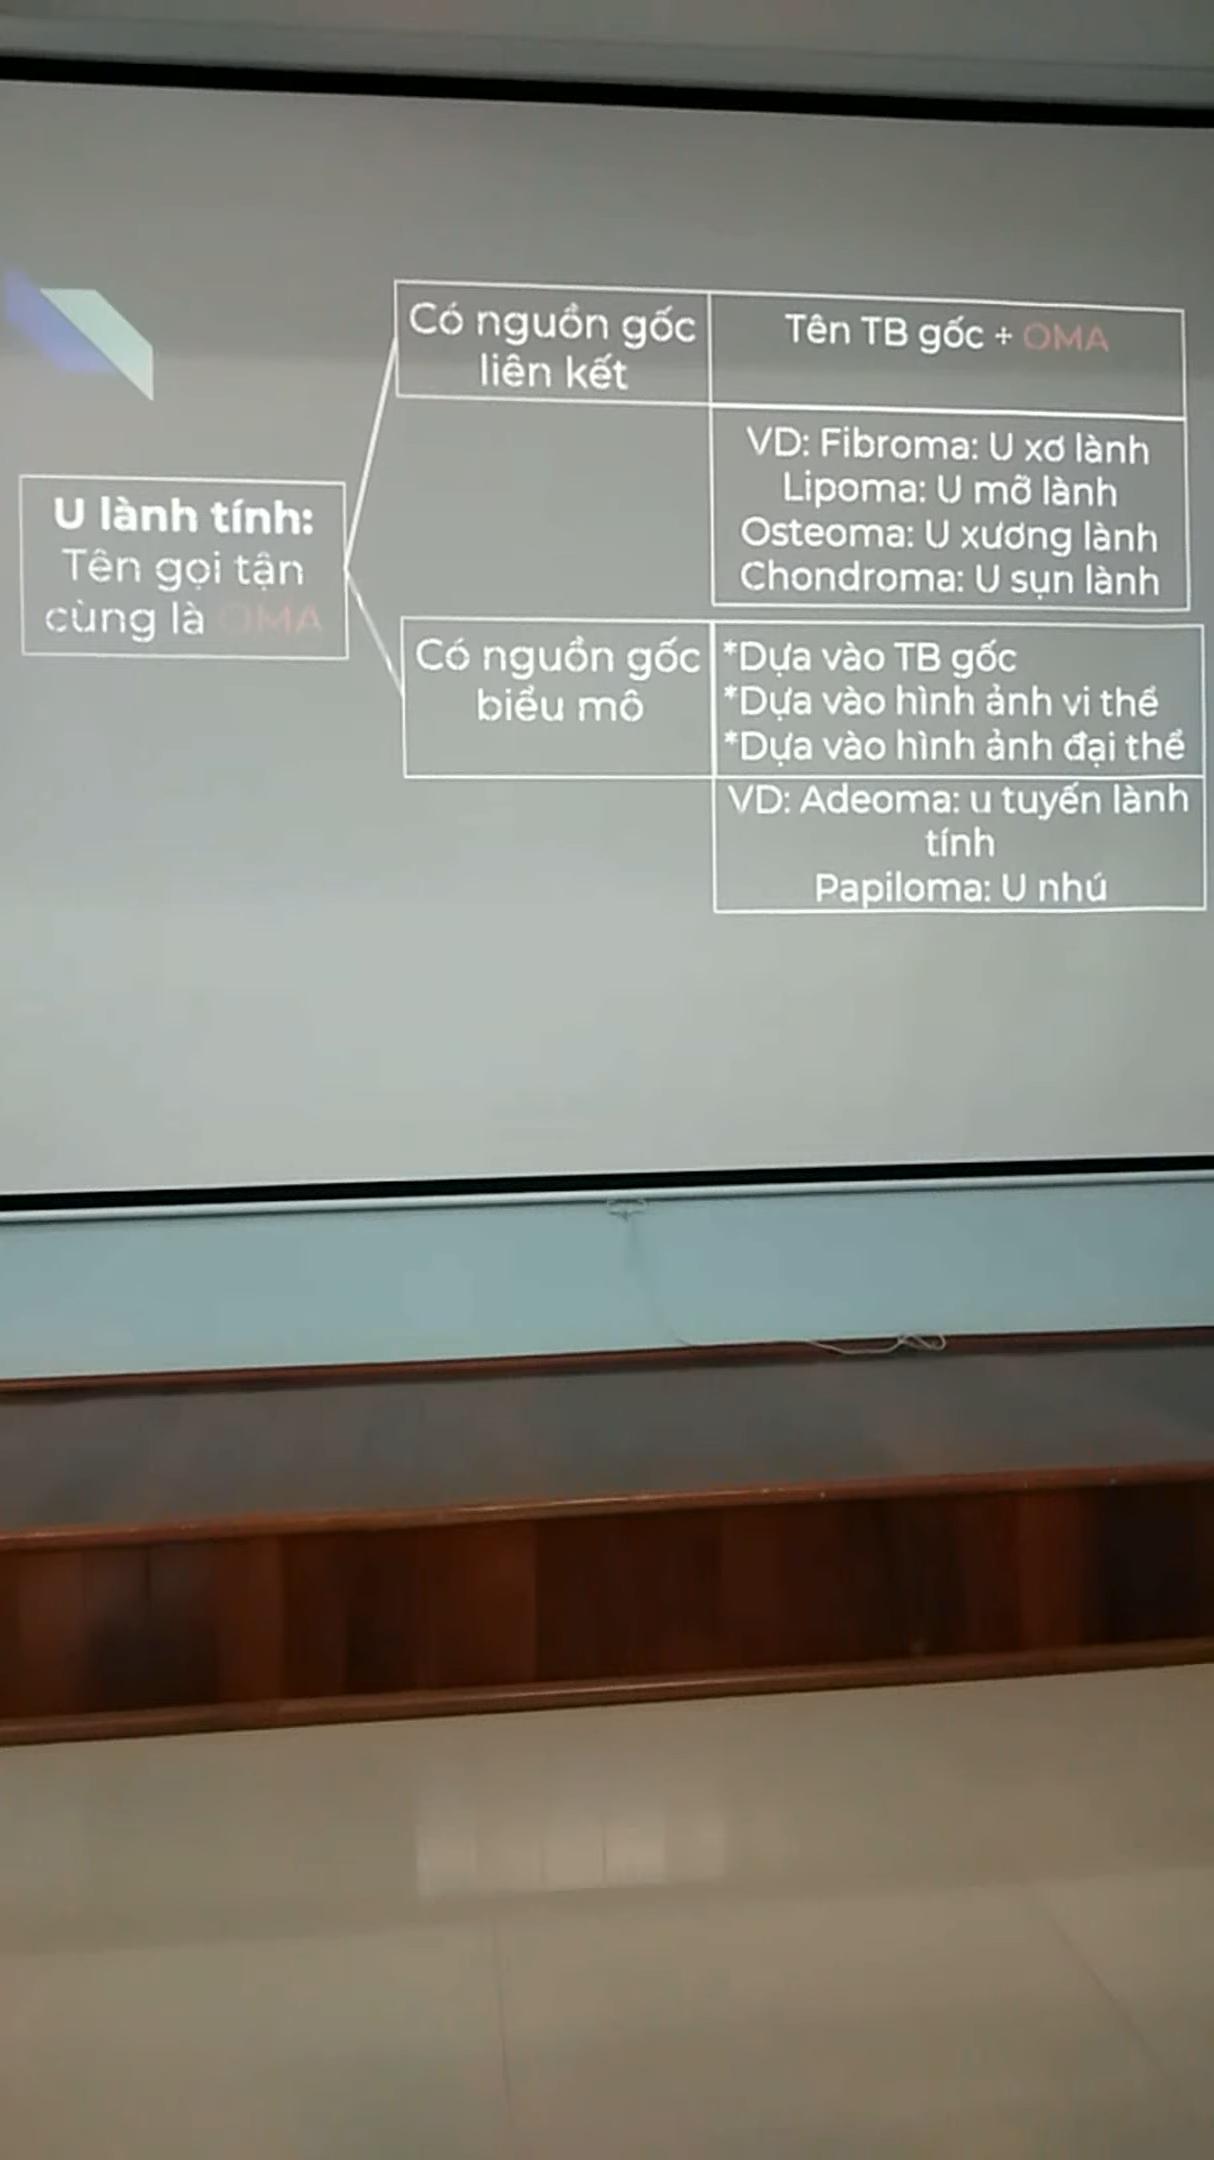 Có nguồn gốc
liên kết
Tên TB gốc + OMA
VD: Fibroma: U xơ lành
Lipoma: U mỡ lành
Osteoma: U xương lành
Chondroma: U sụn lành
U lành tính:
Tên gọi tận
cùng là OMA
Có nguồn gốc
biểu mô
*Dựa vào TB gốc
*Dựa vào hình ảnh vi thể
*Dựa vào hình ảnh đại thể
VD: Adeoma: u tuyến lành
tính
Papiloma: U nhú